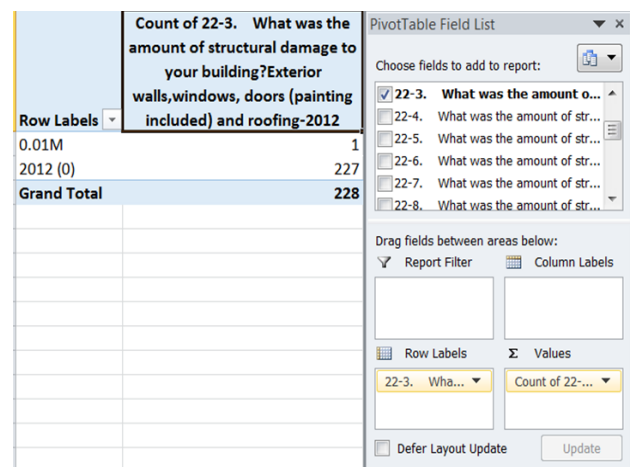 Count of 22-3. What was the
amount of structural damage to
your building?Exterior
walls,windows, doors (painting
included) and roofing-2012
Row Labels
0.01M 1
2012 (0) 227
Grand Total 228
PivotTable Field List
Choose fields to add to report:
22-3. What was the amount o...
22-4. What was the amount of str...
22-5. What was the amount of str...
22-6. What was the amount of str...
22-7. What was the amount of str...
22-8. What was the amount of str...
Drag fields between areas below:
Report Filter Column Labels
Row Labels Σ Values
22-3. Wha... Count of 22-...
Defer Layout Update Update